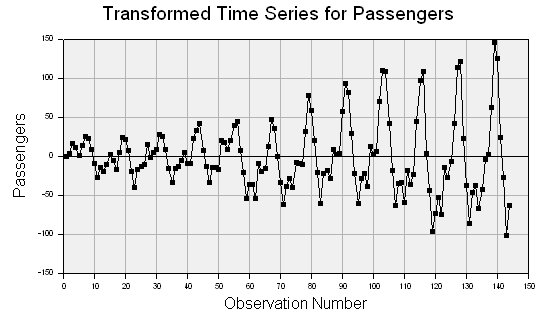 Transformed Time Series for Passengers
150
100
50
0
-50
-100
-150
Passengers
0 10 20 30 40 50 60 70 80 90 100 110 120 130 140 150
Observation Number